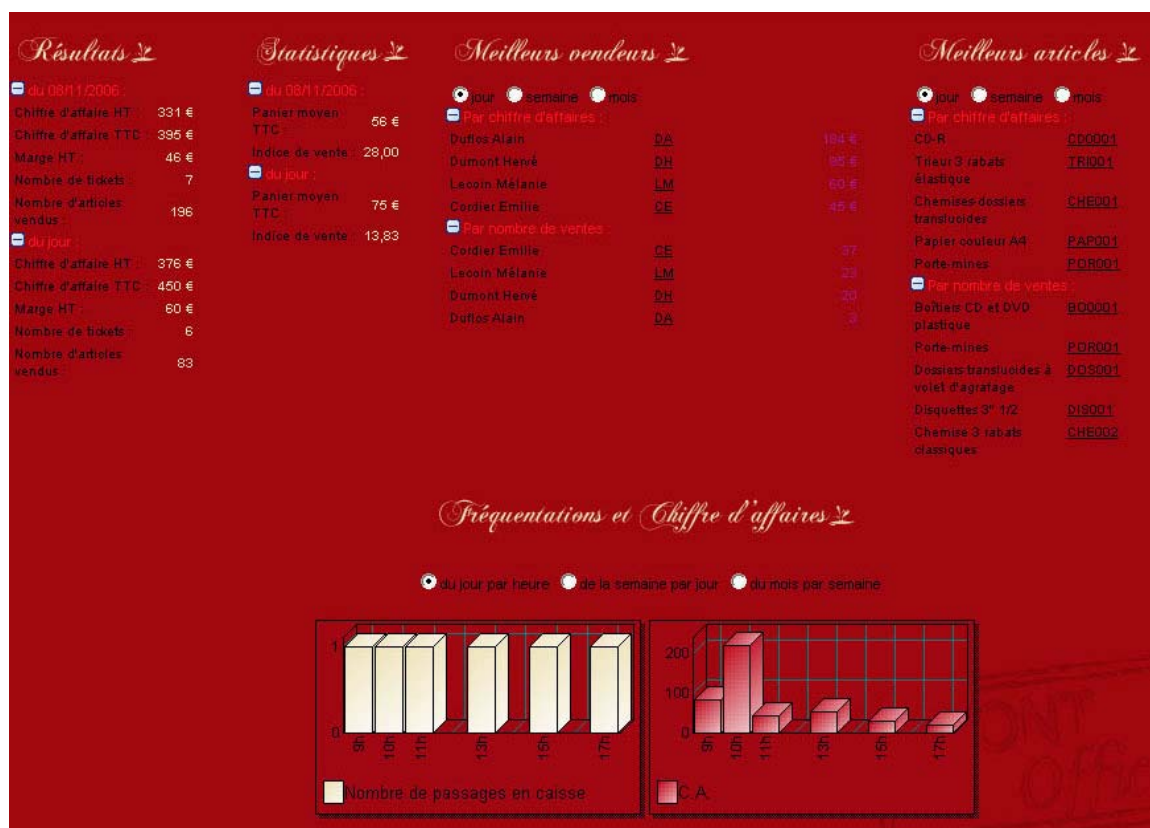 Résultats
du 08/11/2006 :
Chiffre d'affaire HT : 331 €
Chiffre d'affaire TTC : 395 €
Marge HT : 46 €
Nombre de tickets : 7
Nombre d'articles
vendus : 196
du jour :
Chiffre d'affaire HT : 376 €
Chiffre d'affaire TTC : 450 €
Marge HT : 60 €
Nombre de tickets : 6
Nombre d'articles
vendus : 83
Statistiques
du 08/11/2006 :
Panier moyen
TTC : 56 €
Indice de vente : 28,00
du jour :
Panier moyen
TTC : 75 €
Indice de vente : 13,83
Meilleurs vendeurs
jour semaine mois
Par chiffre d'affaires :
Duflos Alain DA 184 €
Dumont Hervé DH 95 €
Lecoin Mélanie LM 60 €
Cordier Emilie CE 45 €
Par nombre de ventes :
Cordier Emilie CE 37
Lecoin Mélanie LM 23
Dumont Hervé DH 20
Duflos Alain DA 3
Meilleurs articles
jour semaine mois
Par chiffre d'affaires :
CD-R CD0001
Trieur 3 rabats TRI001
élastique
Chemises dossiers CHE001
translucides
Papier couleur A4 PAP001
Porte-mines POR001
Par nombre de ventes :
Boîtiers CD et DVD BO0001
plastique
Porte-mines POR001
Dossiers translucides à DOS001
volet d'agrafage
Disquettes 3" 1/2 DIS001
Chemise 3 rabats CHE002
classiques
Fréquentations et Chiffre d'affaires
du jour par heure de la semaine par jour du mois par semaine
1
0
9h 10h 11h 13h 15h 17h
Nombre de passages en caisse
200
100
0
9h 10h 11h 13h 15h 17h
C.A.